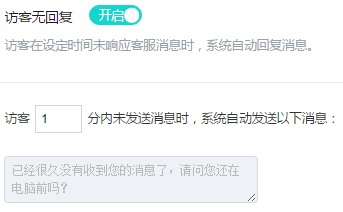 访客无回复 开启
访客在设定时间未响应客服消息时，系统自动回复消息。
访客 1 分内未发送消息时，系统自动发送以下消息：
已经很久没有收到您的消息了，请问您还在
电脑前吗？